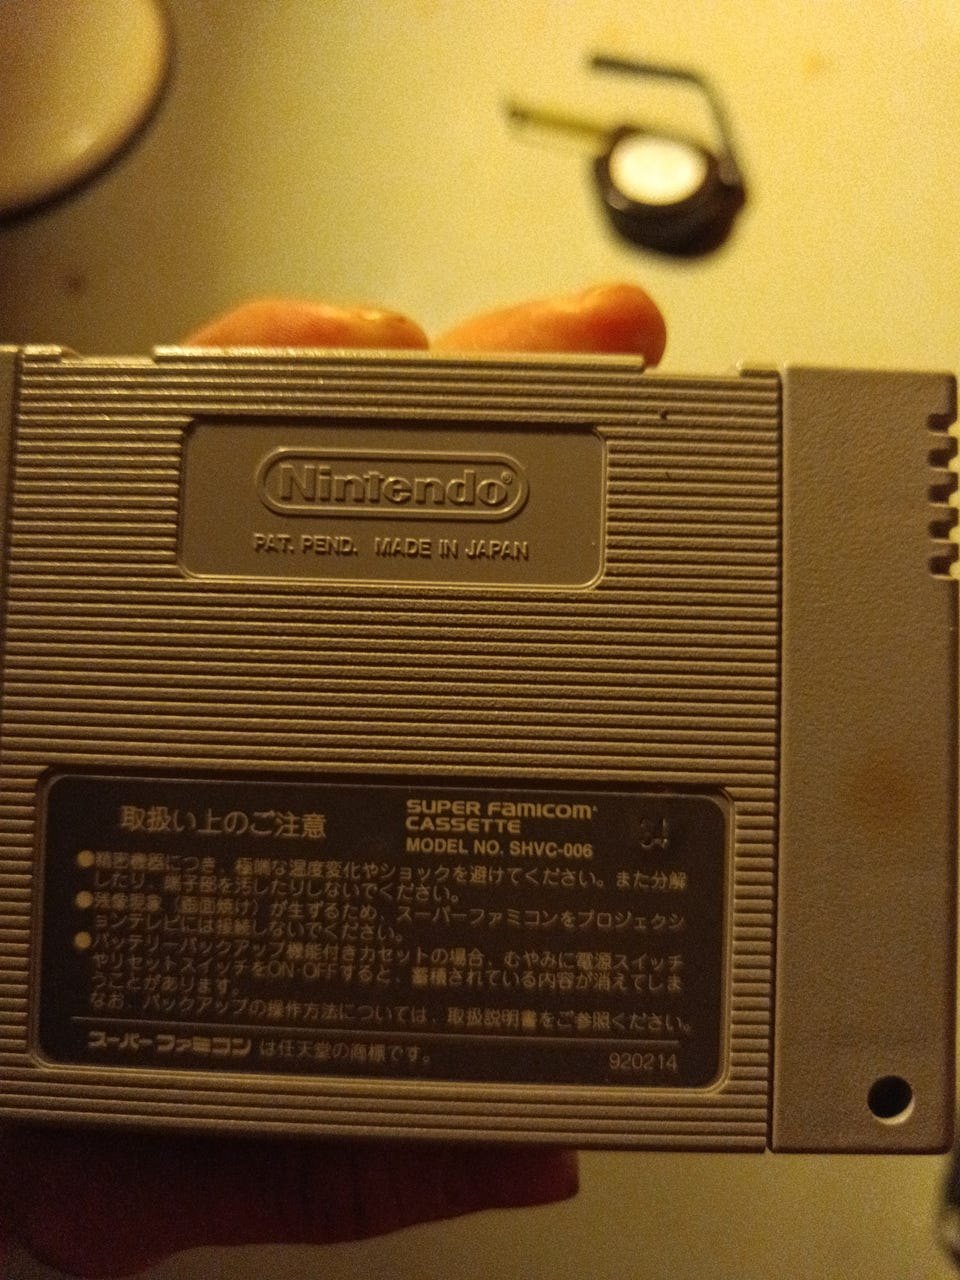 Nintendo®
PAT. PEND. MADE IN JAPAN
取扱い上のご注意
SUPER FAMICOM
CASSETTE
MODEL NO. SHVC-006
34
●精密機器につき、極端な温度変化やショックを避けてください。また分解
したり、端子部を汚したりしないでください。
●残像現象（画面焼け）が生ずるため、スーパーファミコンをプロジェクシ
ョンテレビには接続しないでください。
●バッテリーバックアップ機能付きカセットの場合、むやみに電源スイッチ
やリセットスイッチをON・OFFすると、蓄積されている内容が消えてしま
うことがあります。
なお、バックアップの操作方法については、取扱説明書をご参照ください。
スーパーファミコン は任天堂の商標です。
920214